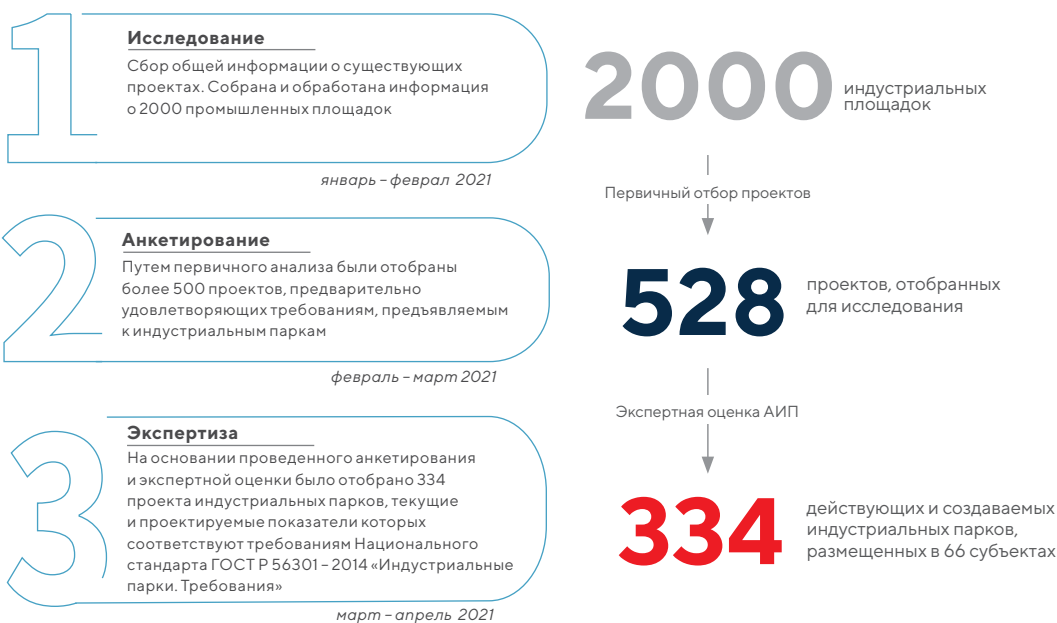 1
Исследование
Сбор общей информации о существующих
проектах. Собрана и обработана информация
о 2000 промышленных площадок
январь – феврал 2021
2000
индустриальных
площадок
Первичный отбор проектов
2
Анкетирование
Путем первичного анализа были отобраны
более 500 проектов, предварительно
удовлетворяющих требованиям, предъявляемым
к индустриальным паркам
февраль – март 2021
528
проектов, отобранных
для исследования
Экспертная оценка АИП
3
Экспертиза
На основании проведенного анкетирования
и экспертной оценки было отобрано 334
проекта индустриальных парков, текущие
и проектируемые показатели которых
соответствуют требованиям Национального
стандарта ГОСТ Р 56301 – 2014 «Индустриальные
парки. Требования»
март – апрель 2021
334
действующих и создаваемых
индустриальных парков,
размещенных в 66 субъектах